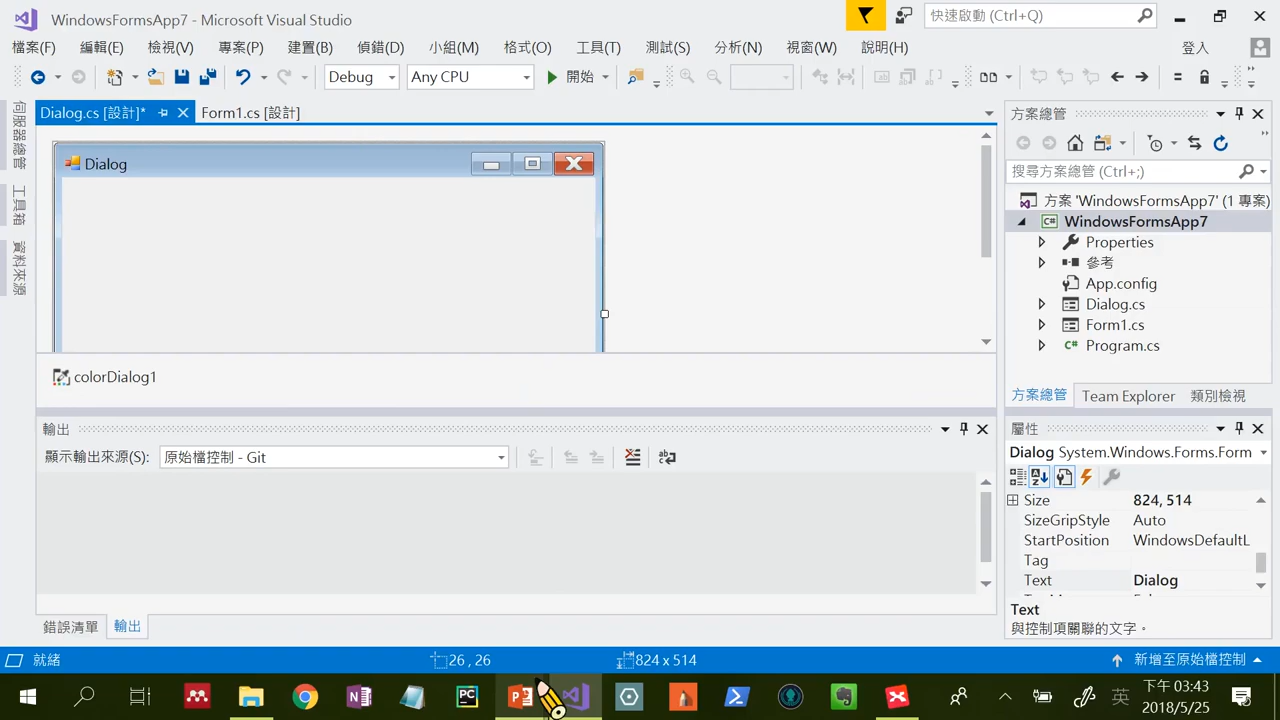 WindowsFormsApp7 - Microsoft Visual Studio
快速啟動 (Ctrl+Q)
檔案(F) 編輯(E) 檢視(V) 專案(P) 建置(B) 偵錯(D) 小組(M) 格式(O) 工具(T) 測試(S) 分析(N) 視窗(W) 說明(H) 登入
Debug Any CPU 開始
伺服器總管
工具箱
資料來源
Dialog.cs [設計]* Form1.cs [設計]
Dialog
colorDialog1
輸出
顯示輸出來源(S): 原始檔控制 - Git
錯誤清單 輸出
方案總管
搜尋方案總管 (Ctrl+;)
方案 'WindowsFormsApp7' (1 專案)
C# WindowsFormsApp7
Properties
參考
App.config
Dialog.cs
Form1.cs
C# Program.cs
方案總管 Team Explorer 類別檢視
屬性
Dialog System.Windows.Forms.Form
Size 824, 514
SizeGripStyle Auto
StartPosition WindowsDefaultL
Tag
Text Dialog
Text
與控制項關聯的文字。
就緒 26 , 26 824 x 514 新增至原始檔控制
英 下午 03:43
2018/5/25